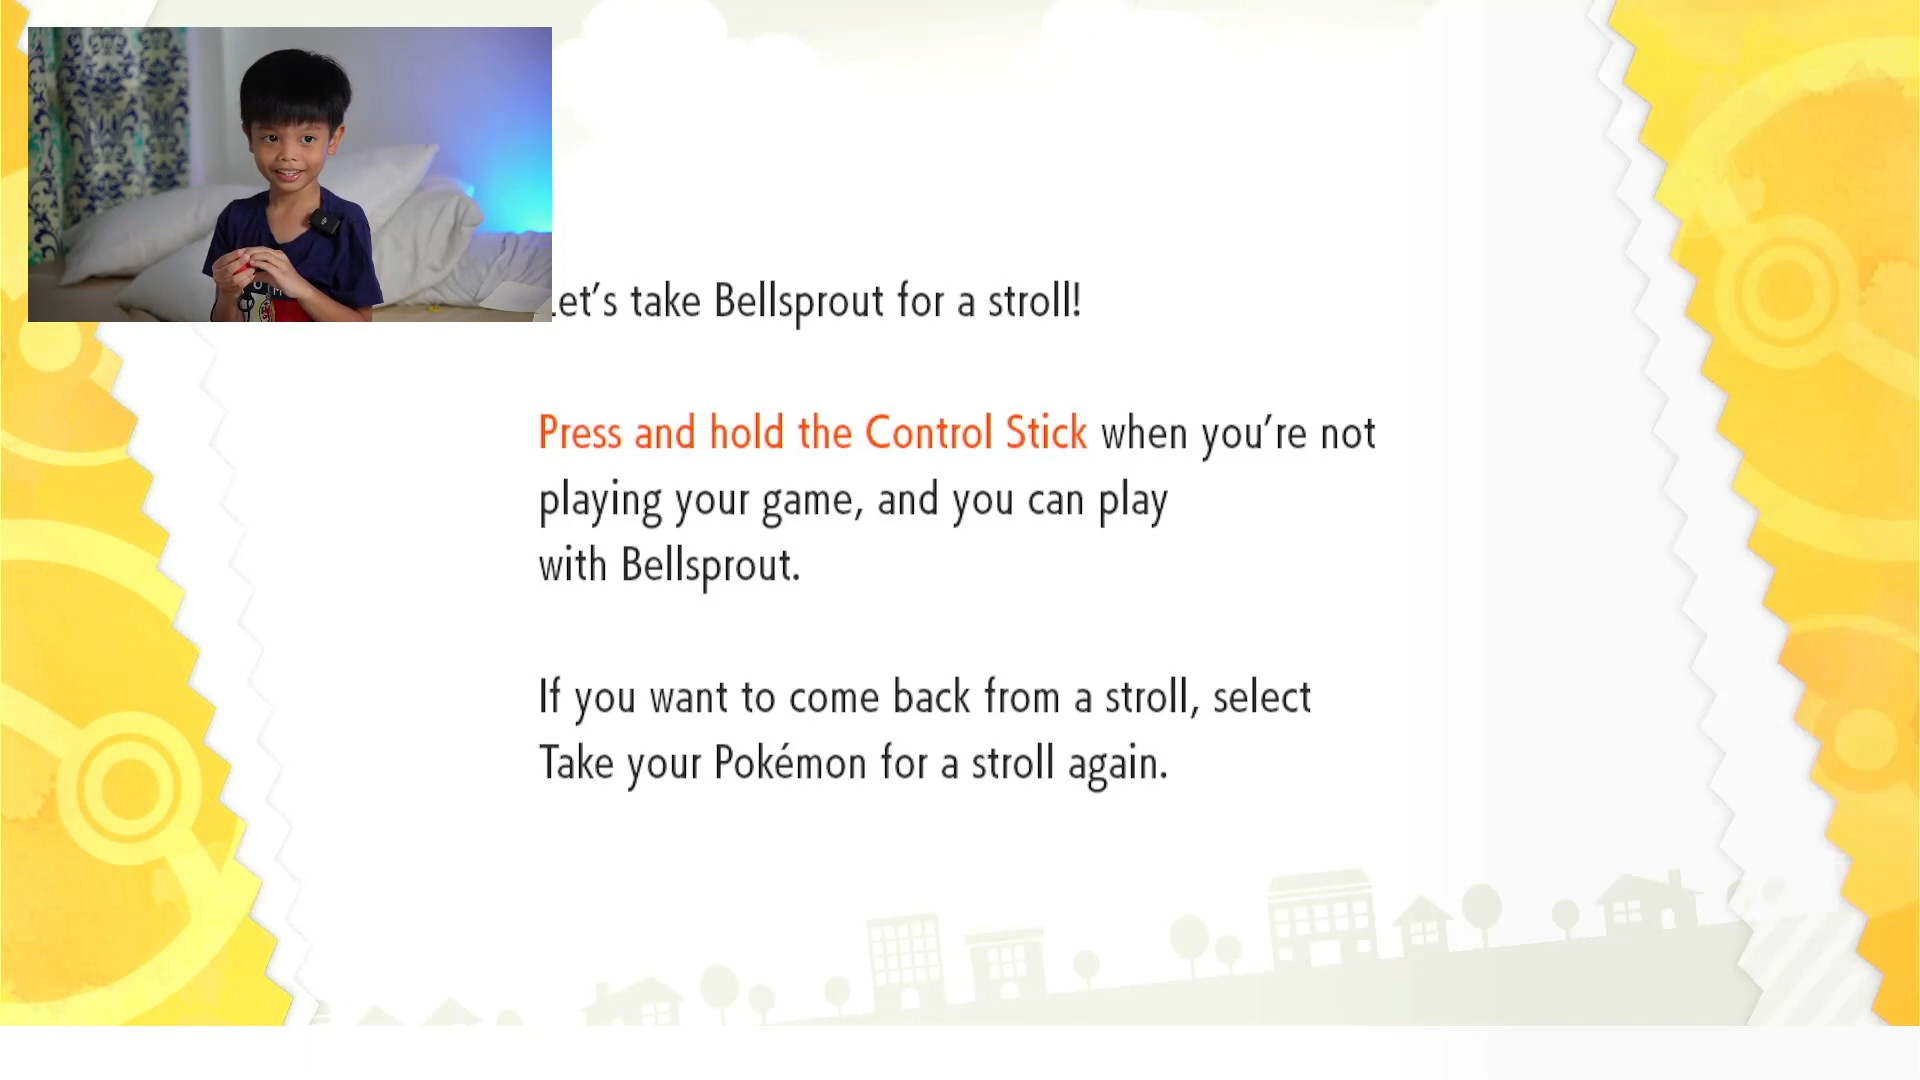 Let’s take Bellsprout for a stroll!
Press and hold the Control Stick when you’re not
playing your game, and you can play
with Bellsprout.
If you want to come back from a stroll, select
Take your Pokémon for a stroll again.